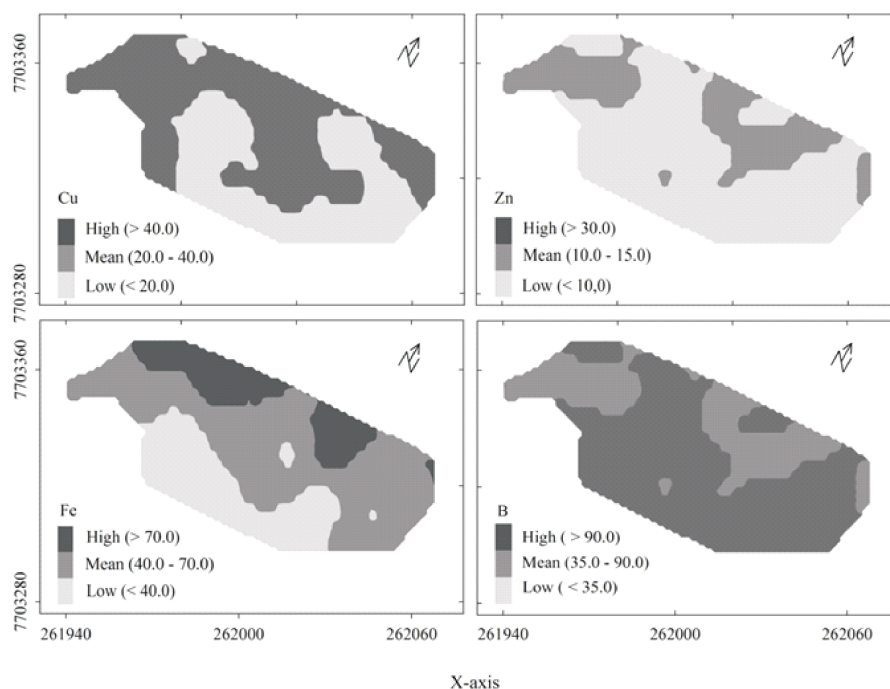 7703360
Cu
High (> 40.0)
Mean (20.0 - 40.0)
Low (< 20.0)
7703280
Zn
High (> 30.0)
Mean (10.0 - 15.0)
Low (< 10,0)
7703360
Fe
High (> 70.0)
Mean (40.0 - 70.0)
Low (< 40.0)
7703280
B
High ( > 90.0)
Mean (35.0 - 90.0)
Low ( < 35.0)
261940 262000 262060
261940 262000 262060
X-axis